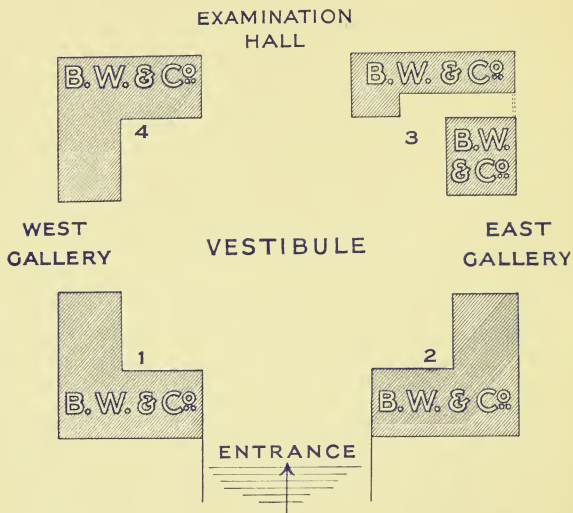 EXAMINATION
HALL
B.W. & Co.
B.W. & Co.
4
3
B.W.
& Co.
WEST
GALLERY
VESTIBULE
EAST
GALLERY
1
2
B.W. & Co.
B.W. & Co.
ENTRANCE